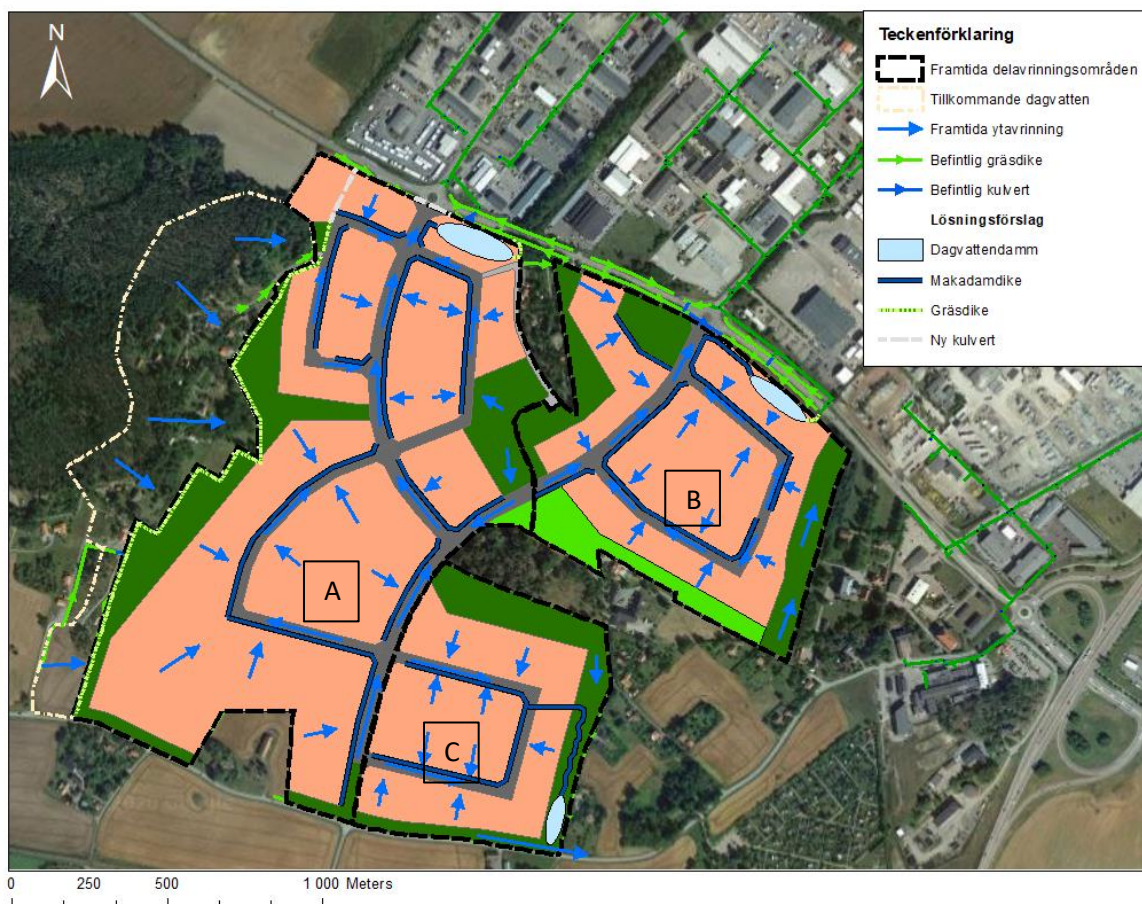 N
Teckenförklaring
Framtida delavrinningsområden
Tillkommande dagvatten
Framtida ytavrinning
Befintlig gräsdike
Befintlig kulvert
Lösningsförslag
Dagvattendamm
Makadamdike
Gräsdike
Ny kulvert
B
A
C
0 250 500 1 000 Meters